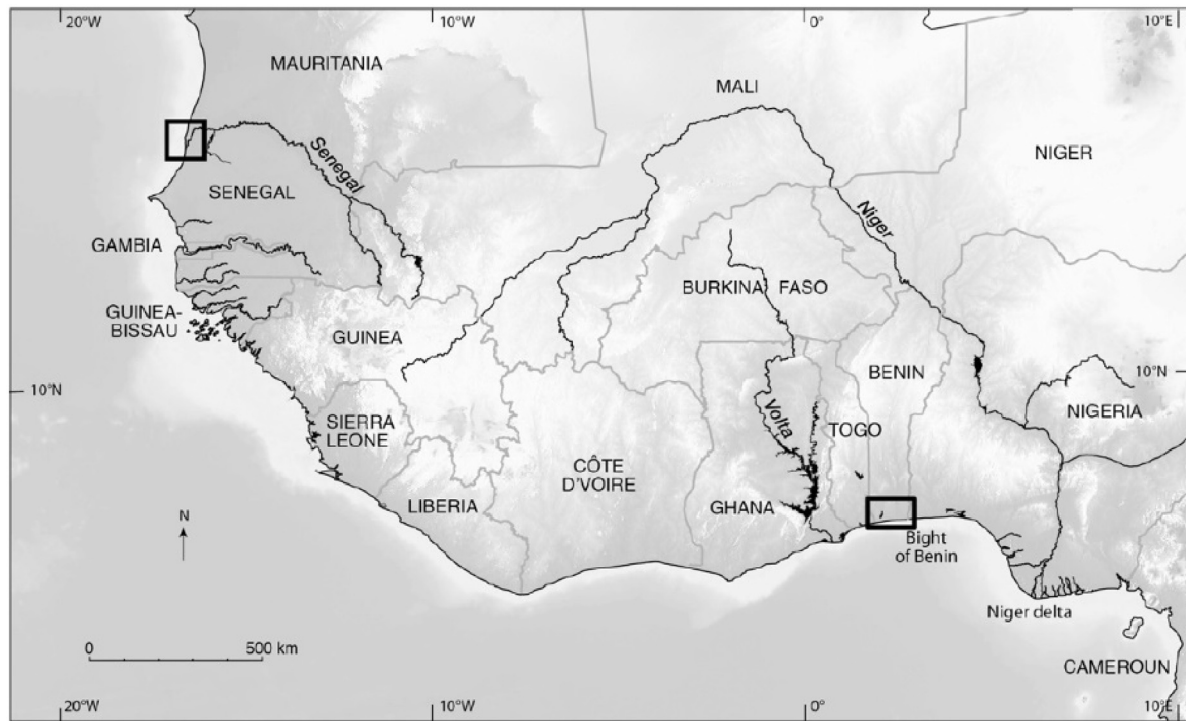 20°W
10°W
0°
10°E
MAURITANIA
MALI
NIGER
Senegal
SENEGAL
Niger
GAMBIA
BURKINA
FASO
GUINEA-
BISSAU
GUINEA
BENIN
10°N
10°N
NIGERIA
SIERRA
LEONE
Volta
TOGO
CÔTE
D'VOIRE
LIBERIA
GHANA
N
Bight
of Benin
Niger delta
0
500 km
CAMEROUN
20°W
10°W
0°
10°E